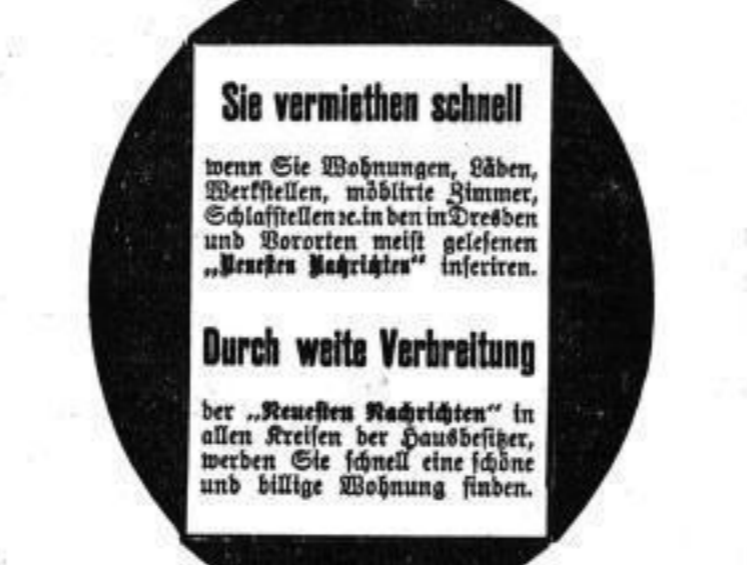 Sie vermiethen schnell
wenn Sie Wohnungen, Läden,
Werkstellen, möblirte Zimmer,
Schlafstellen ꝛc. in den in Dresden
und Vororten meist gelesenen
„Neuesten Nachrichten“ inseriren.
Durch weite Verbreitung
der „Neuesten Nachrichten“ in
allen Kreisen der Hausbesitzer,
werden Sie schnell eine schöne
und billige Wohnung finden.